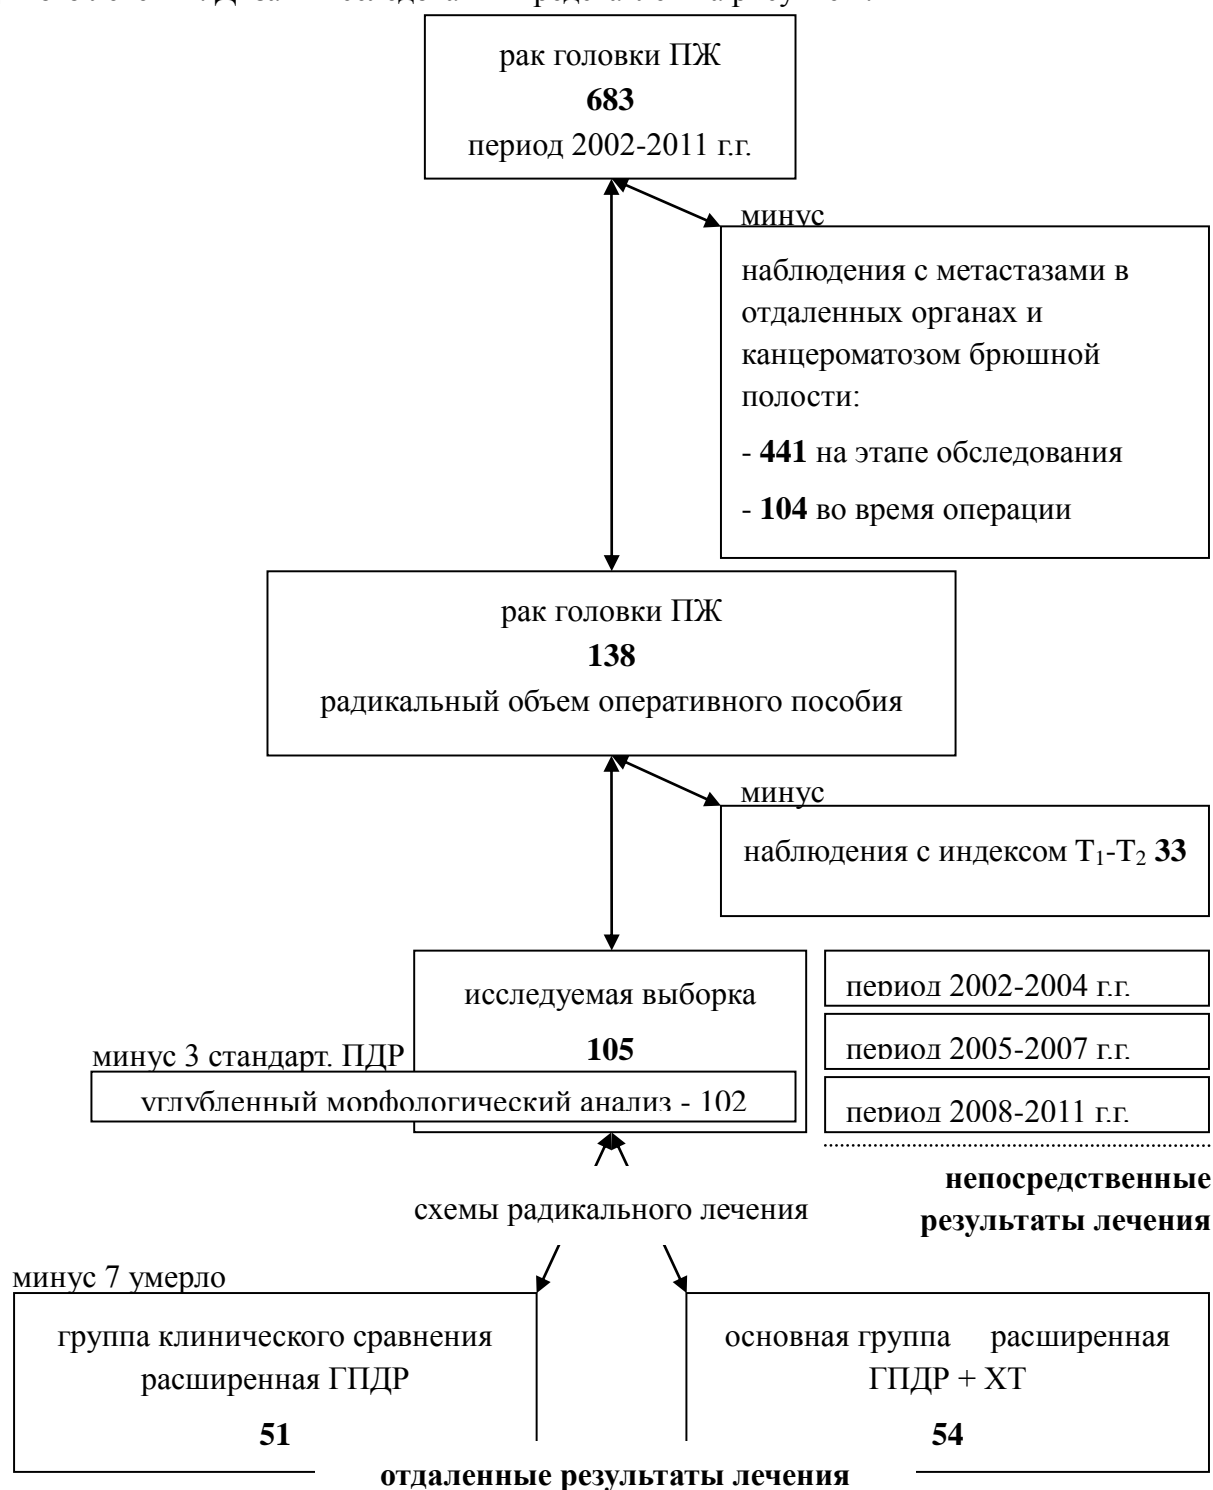 рак головки ПЖ
683
период 2002-2011 г.г.
минус
наблюдения с метастазами в
отдаленных органах и
канцероматозом брюшной
полости:
- 441 на этапе обследования
- 104 во время операции
рак головки ПЖ
138
радикальный объем оперативного пособия
минус
наблюдения с индексом Т₁-Т₂ 33
исследуемая выборка
105
минус 3 стандарт. ПДР
углубленный морфологический анализ - 102
период 2002-2004 г.г.
период 2005-2007 г.г.
период 2008-2011 г.г.
непосредственные
результаты лечения
схемы радикального лечения
минус 7 умерло
группа клинического сравнения
расширенная ГПДР
51
основная группа расширенная
ГПДР + ХТ
54
отдаленные результаты лечения